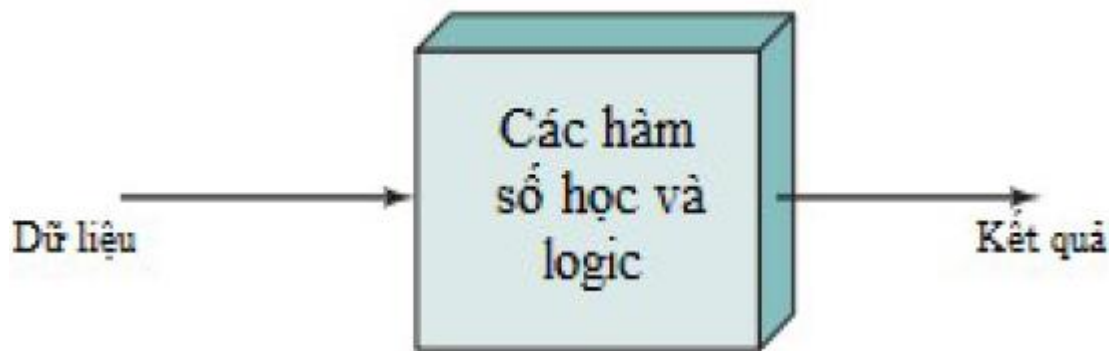 Các hàm
số học và
logic
Dữ liệu
Kết quả